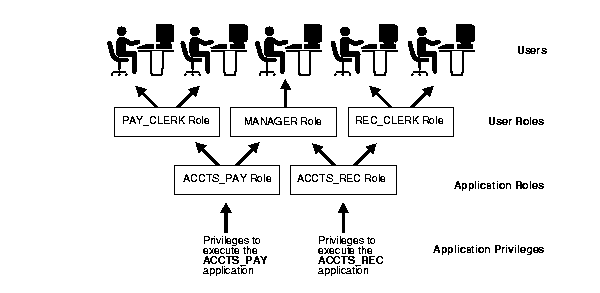 Users
PAY_CLERK Role
MANAGER Role
REC_CLERK Role
User Roles
ACCTS_PAY Role
ACCTS_REC Role
Application Roles
Privileges to
execute the
ACCTS_PAY
application
Privileges to
execute the
ACCTS_REC
application
Application Privileges